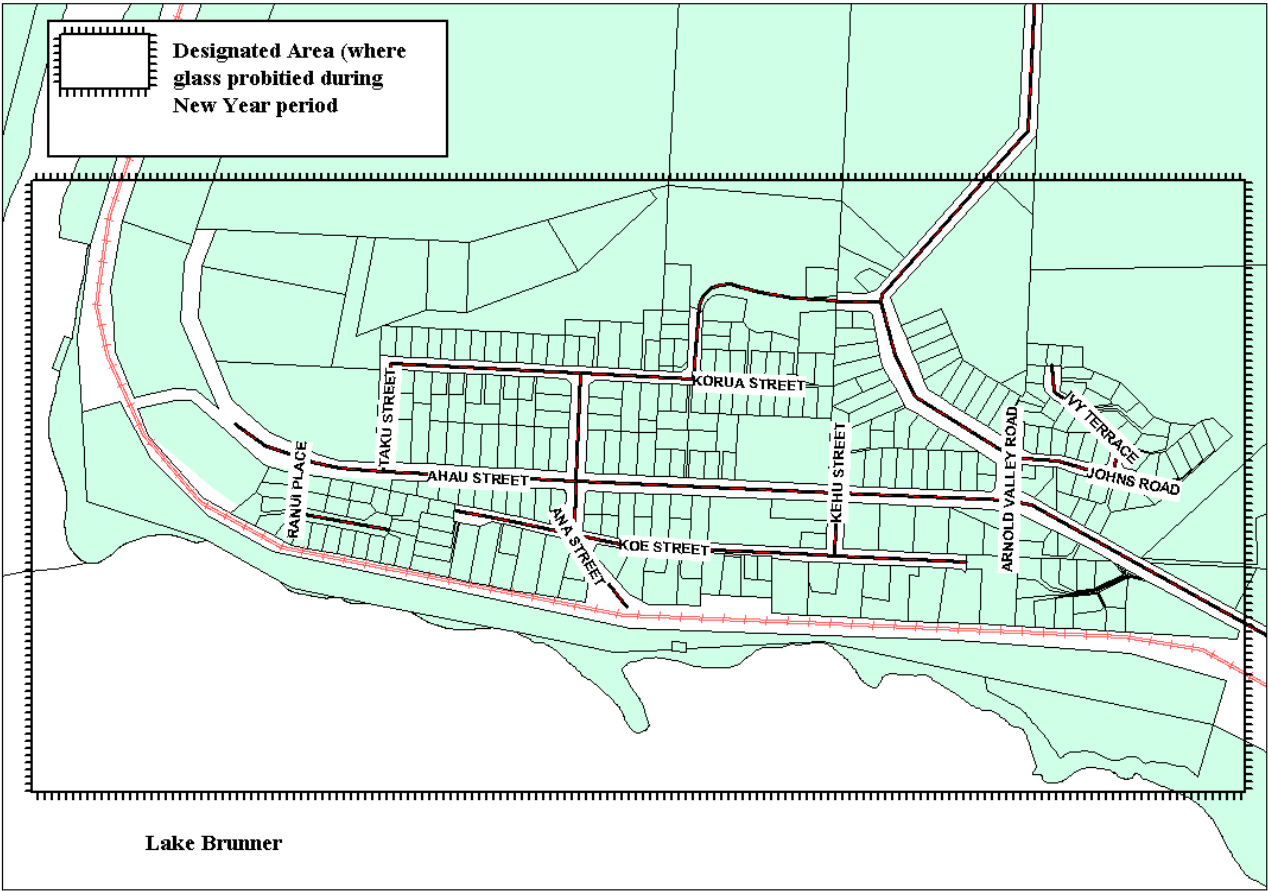 Designated Area (where
glass probitied during
New Year period
KORUA STREET
TAKU STREET
IVY TERRACE
ARNOLD VALLEY ROAD
KEHU STREET
RANUI PLACE
AHAU STREET
JOHNS ROAD
ANA STREET
KOE STREET
Lake Brunner